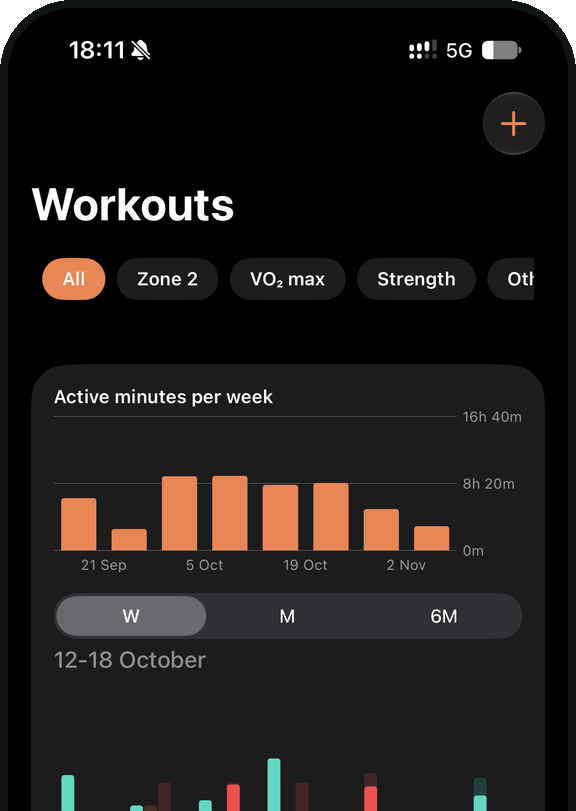 18:11 5G
Workouts
All Zone 2 VO₂ max Strength Oth
Active minutes per week
16h 40m
8h 20m
0m
21 Sep 5 Oct 19 Oct 2 Nov
W M 6M
12-18 October